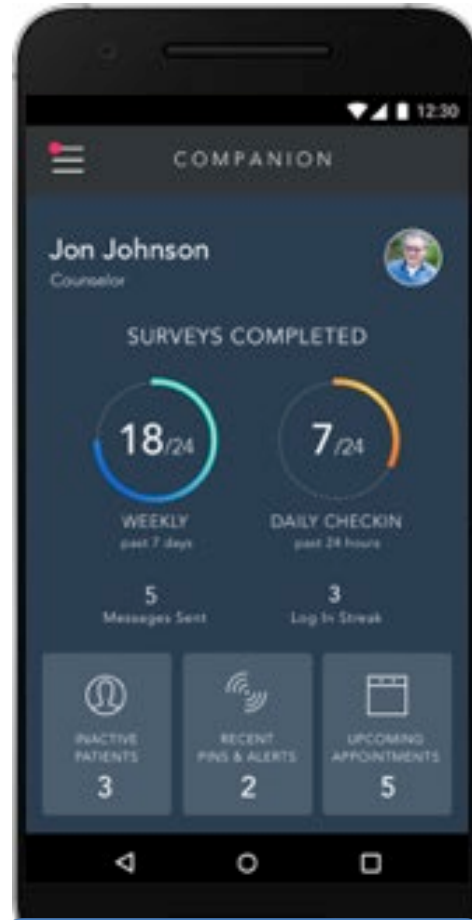 12:30
COMPANION
Jon Johnson
Counselor
SURVEYS COMPLETED
18/24
7/24
WEEKLY
DAILY CHECKIN
past 7 days
past 24 hours
5
3
Messages Sent
Log In Streak
INACTIVE
PATIENTS
3
RECENT
PINS & ALERTS
2
UPCOMING
APPOINTMENTS
5